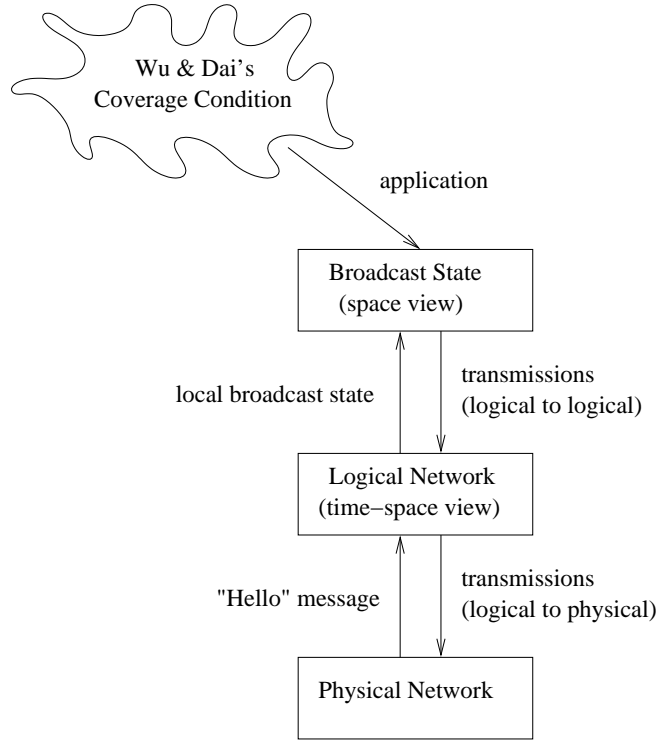 Wu & Dai's
Coverage Condition
application
Broadcast State
(space view)
local broadcast state
transmissions
(logical to logical)
Logical Network
(time−space view)
"Hello" message
transmissions
(logical to physical)
Physical Network